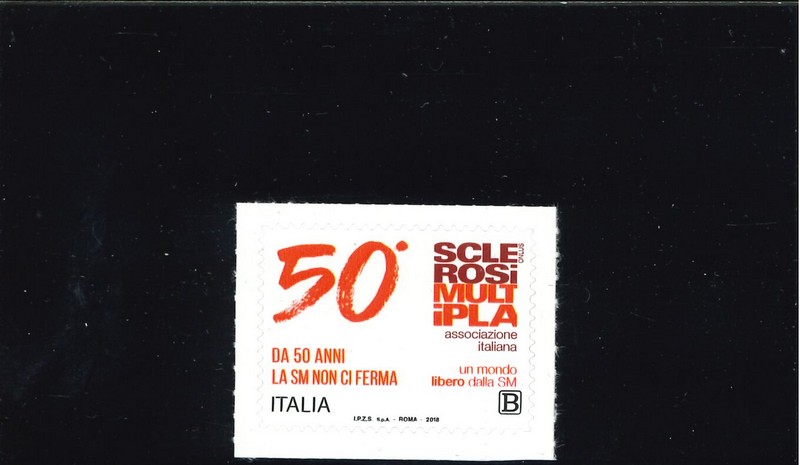 50°
SCLE
ROSi
MULT
iPLA
ONLUS
associazione
italiana
DA 50 ANNI
LA SM NON CI FERMA
un mondo
libero dalla SM
ITALIA
I.P.Z.S. S.p.A. - ROMA - 2018
B